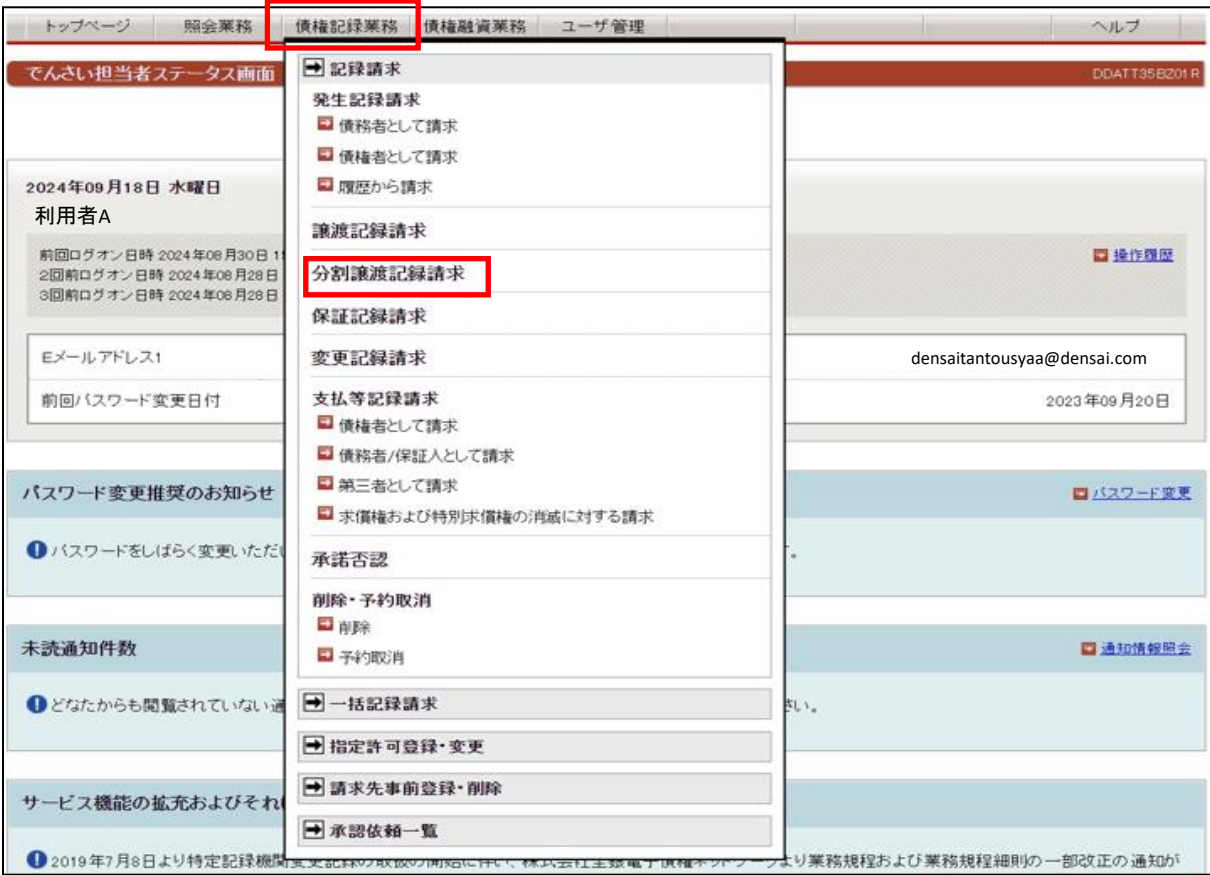 トップページ 照会業務 債権記録業務 債権融資業務 ユーザ管理 ヘルプ
でんさい担当者ステータス画面 DDATT35BZ01R
2024年09月18日 水曜日
利用者A
前回ログオン日時 2024年08月30日 1
2回前ログオン日時 2024年08月28日
3回前ログオン日時 2024年08月28日
操作履歴
Eメールアドレス1 densaitantousyaa@densai.com
前回パスワード変更日付 2023年09月20日
パスワード変更推奨のお知らせ パスワード変更
パスワードをしばらく変更いただい す。
未読通知件数 通知情報照会
どなたからも閲覧されていない通 さい。
サービス機能の拡充およびそれ
2019年7月8日より特定記録機関変更記録の取扱の開始に伴い、株式会社全銀電子債権ネットワークより業務規程および業務規程細則の一部改正の通知が
記録請求
発生記録請求
債務者として請求
債権者として請求
履歴から請求
譲渡記録請求
分割譲渡記録請求
保証記録請求
変更記録請求
支払等記録請求
債権者として請求
債務者/保証人として請求
第三者として請求
求償権および特別求償権の消滅に対する請求
承諾否認
削除・予約取消
削除
予約取消
一括記録請求
指定許可登録・変更
請求先事前登録・削除
承認依頼一覧